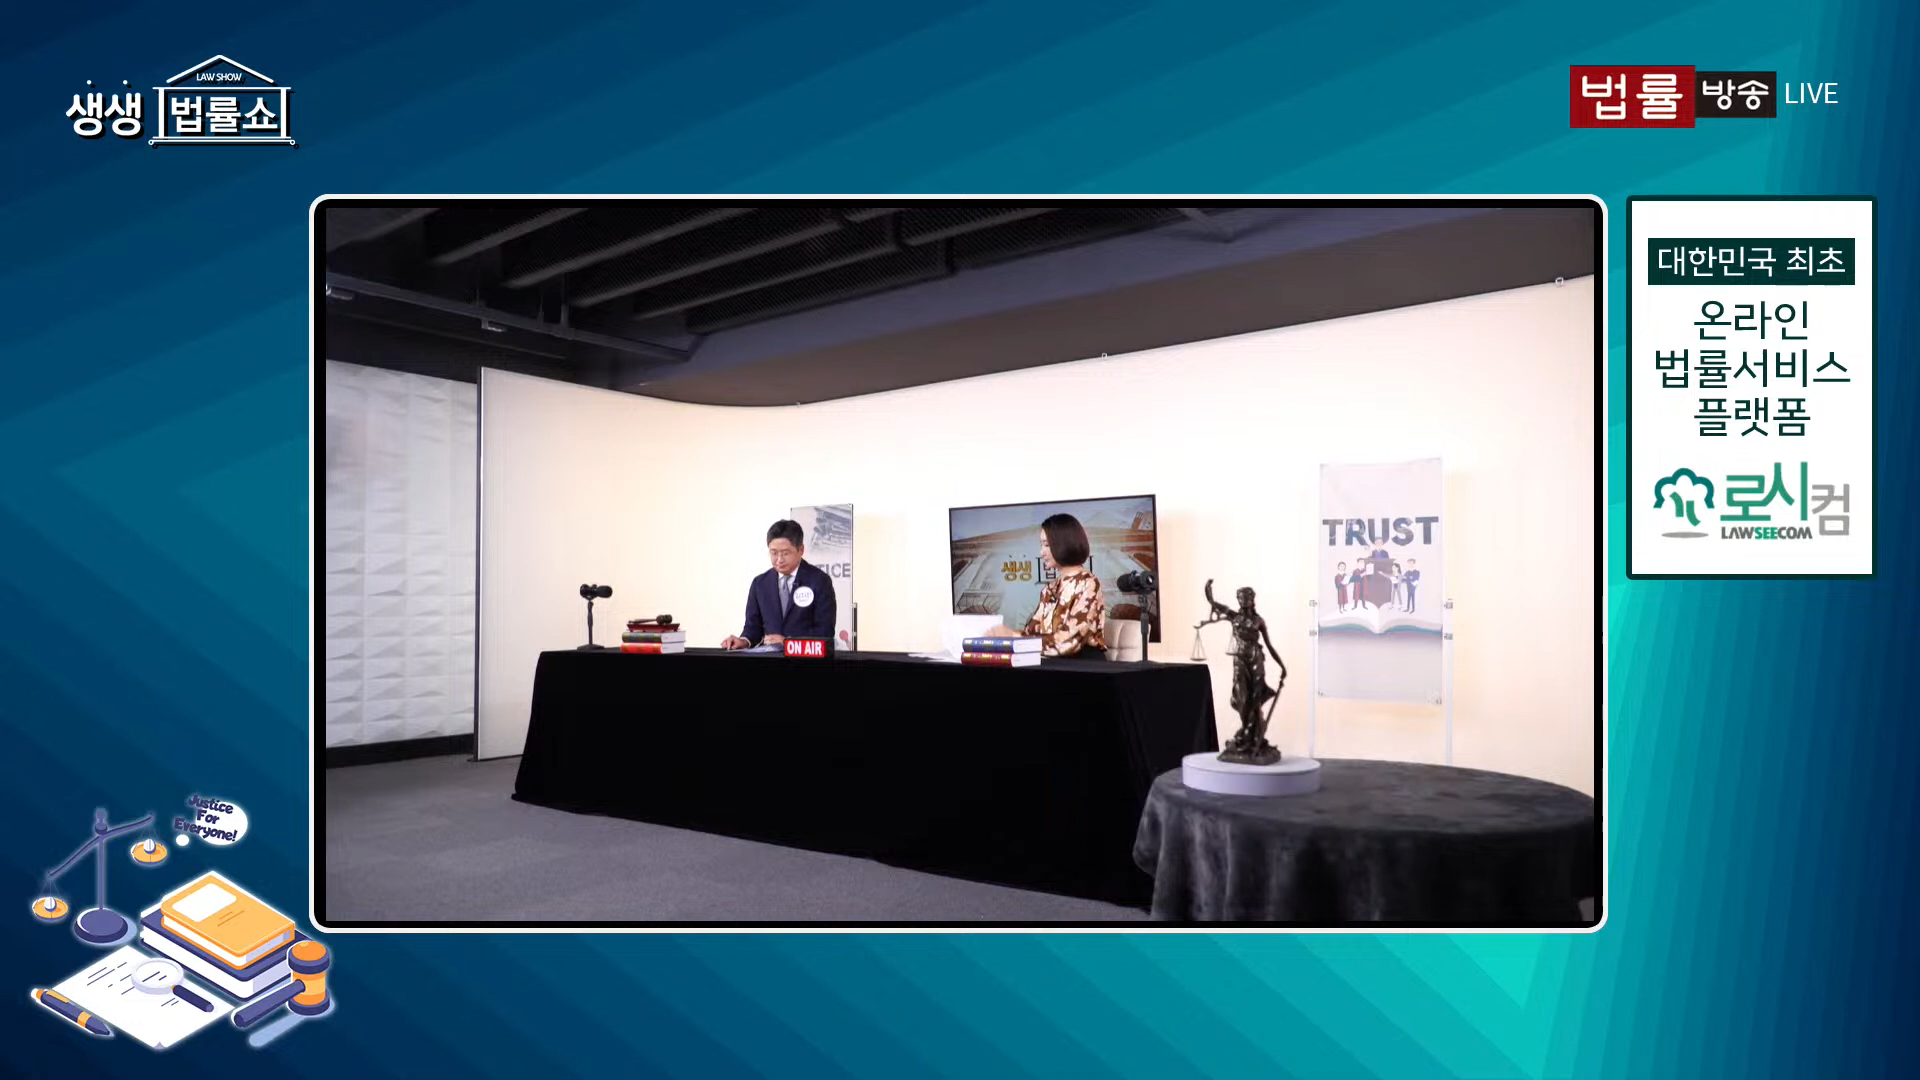 LAW SHOW
생생 법률쇼
법률방송 LIVE
대한민국 최초
온라인
법률서비스
플랫폼
로시컴
LAWSEECOM
TRUST
생생
ON AIR
Justice
For
Everyone!